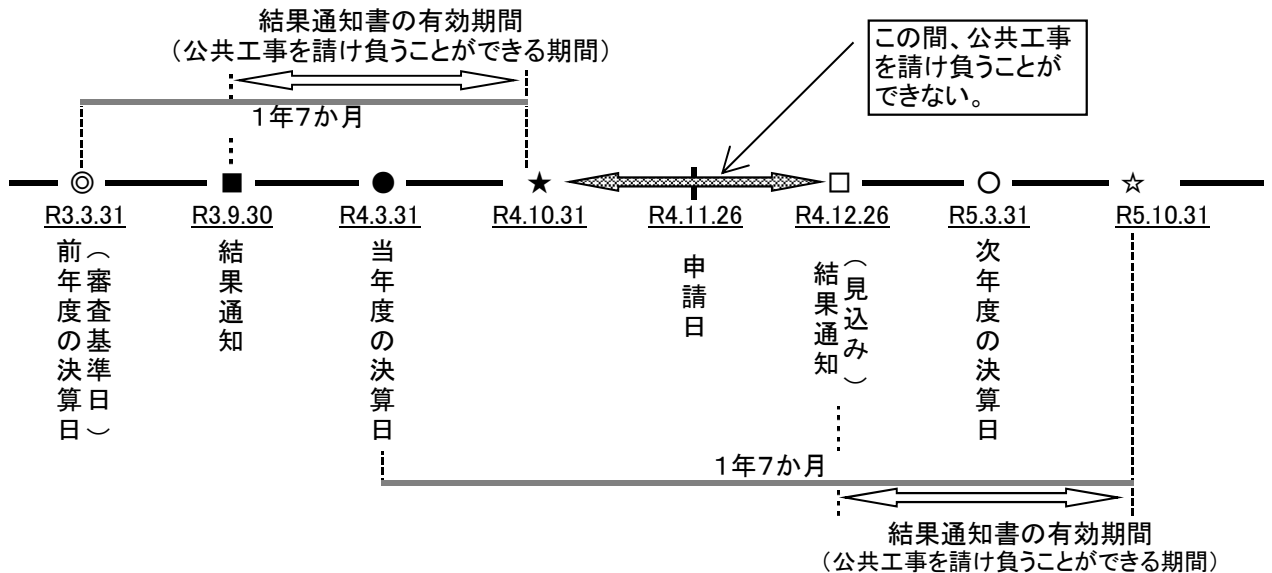 結果通知書の有効期間
（公共工事を請け負うことができる期間）
この間、公共工事
を請け負うことが
できない。
１年７か月
◎
■
●
★
□
○
☆
R3.3.31
R3.9.30
R4.3.31
R4.10.31
R4.11.26
R4.12.26
R5.3.31
R5.10.31
前年度の決算日
（審査基準日）
結果通知
当年度の決算日
申請日
結果通知
（見込み）
次年度の決算日
１年７か月
結果通知書の有効期間
（公共工事を請け負うことができる期間）